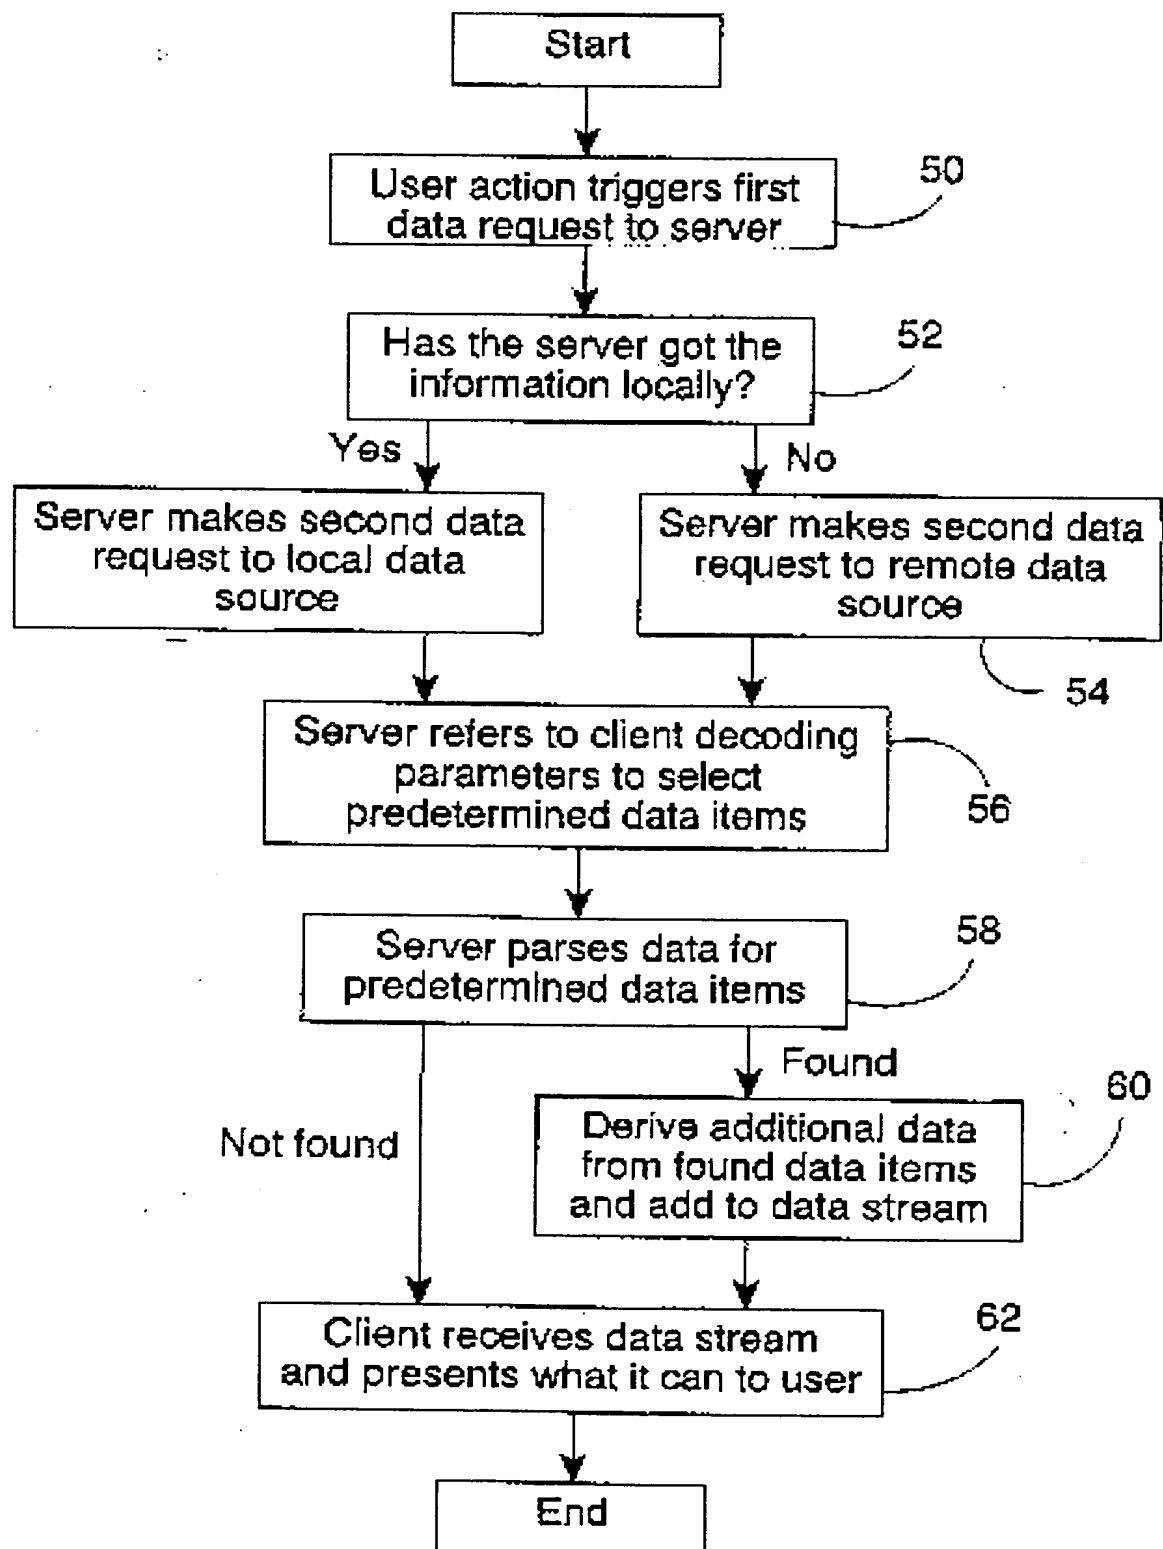 Start
User action triggers first
data request to server
50
Has the server got the
information locally?
52
Yes
No
Server makes second data
request to local data
source
Server makes second data
request to remote data
source
54
Server refers to client decoding
parameters to select
predetermined data items
56
Server parses data for
predetermined data items
58
Found
Not found
Derive additional data
from found data items
and add to data stream
60
Client receives data stream
and presents what it can to user
62
End